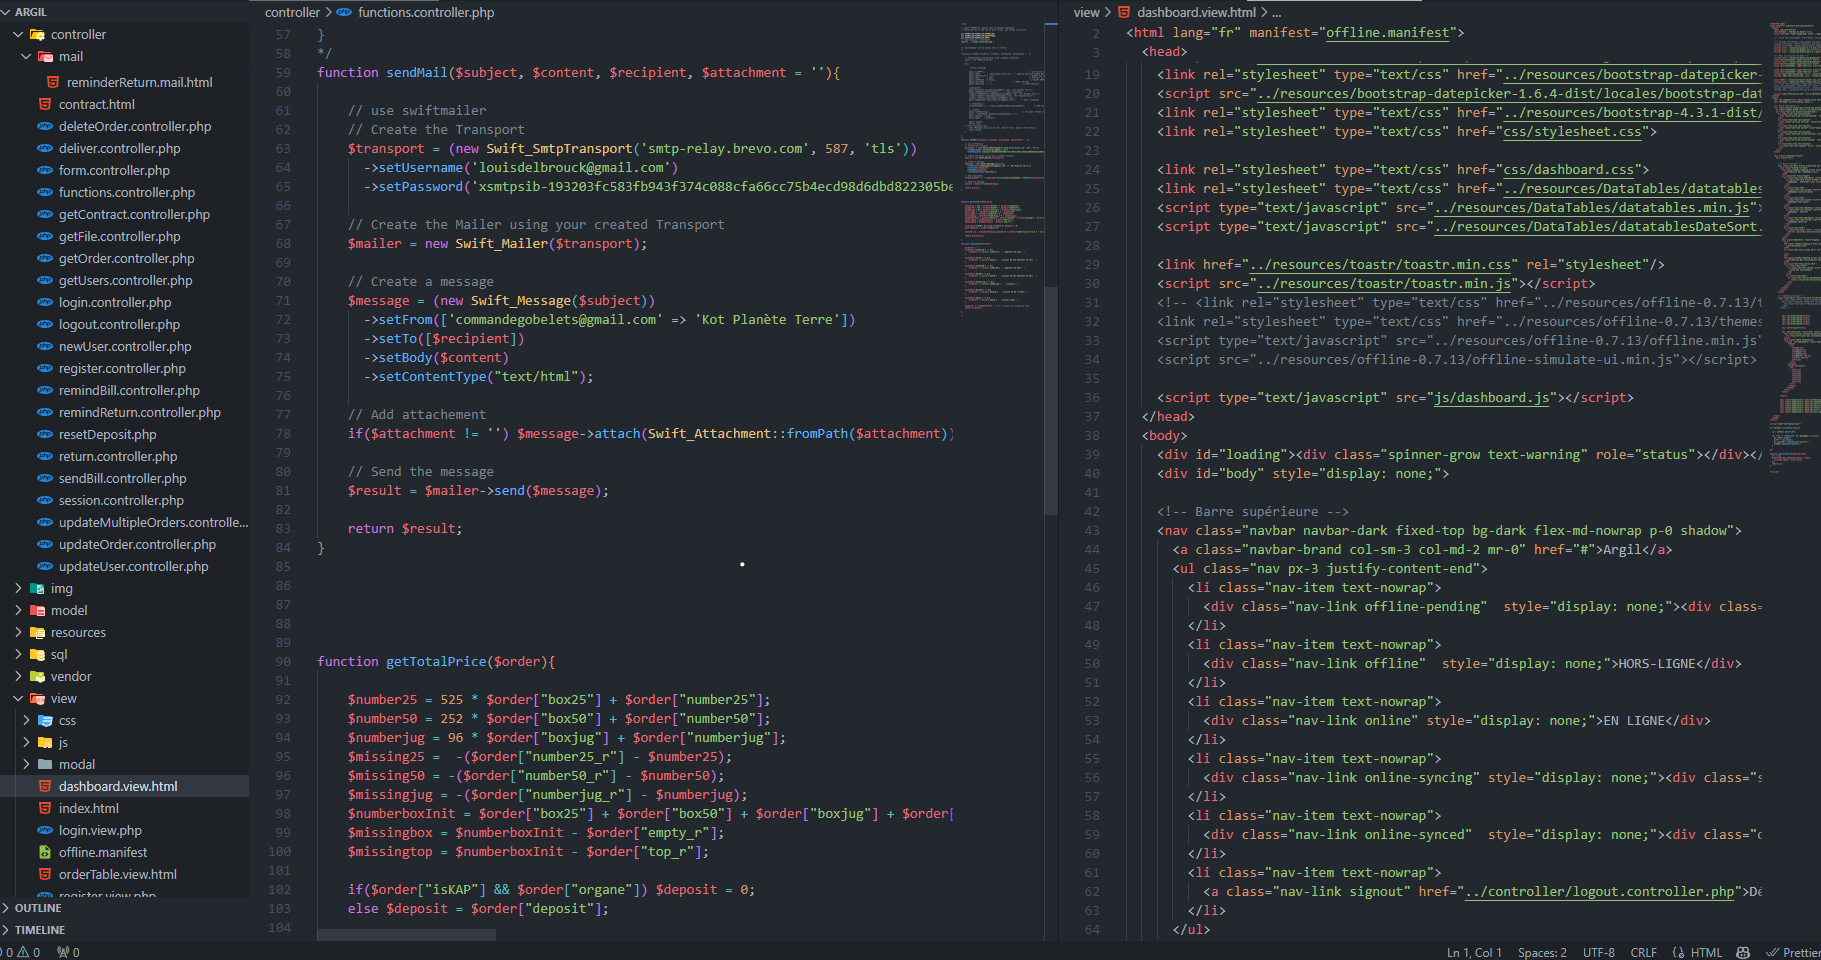 ARGIL
controller
mail
reminderReturn.mail.html
contract.html
deleteOrder.controller.php
deliver.controller.php
form.controller.php
functions.controller.php
getContract.controller.php
getFile.controller.php
getOrder.controller.php
getUsers.controller.php
login.controller.php
logout.controller.php
newUser.controller.php
register.controller.php
remindBill.controller.php
remindReturn.controller.php
resetDeposit.php
return.controller.php
sendBill.controller.php
session.controller.php
updateMultipleOrders.controlle...
updateOrder.controller.php
updateUser.controller.php
img
model
resources
sql
vendor
view
css
js
modal
dashboard.view.html
index.html
login.view.php
offline.manifest
orderTable.view.html
register.view.php
OUTLINE
TIMELINE
controller > functions.controller.php
57 }
58 */
59 function sendMail($subject, $content, $recipient, $attachment = ''){
60
61 // use swiftmailer
62 // Create the Transport
63 $transport = (new Swift_SmtpTransport('smtp-relay.brevo.com', 587, 'tls'))
64 ->setUsername('louisdelbrouck@gmail.com')
65 ->setPassword('xsmtpsib-193203fc583fb943f374c088cfa66cc75b4ecd98d6dbd822305be
66
67 // Create the Mailer using your created Transport
68 $mailer = new Swift_Mailer($transport);
69
70 // Create a message
71 $message = (new Swift_Message($subject))
72 ->setFrom(['commandegobelets@gmail.com' => 'Kot Planète Terre'])
73 ->setTo([$recipient])
74 ->setBody($content)
75 ->setContentType("text/html");
76
77 // Add attachement
78 if($attachment != '') $message->attach(Swift_Attachment::fromPath($attachment))
79
80 // Send the message
81 $result = $mailer->send($message);
82
83 return $result;
84 }
85
86
87
88
89
90 function getTotalPrice($order){
91
92 $number25 = 525 * $order["box25"] + $order["number25"];
93 $number50 = 252 * $order["box50"] + $order["number50"];
94 $numberjug = 96 * $order["boxjug"] + $order["numberjug"];
95 $missing25 = -($order["number25_r"] - $number25);
96 $missing50 = -($order["number50_r"] - $number50);
97 $missingjug = -($order["numberjug_r"] - $numberjug);
98 $numberboxInit = $order["box25"] + $order["box50"] + $order["boxjug"] + $order[
99 $missingbox = $numberboxInit - $order["empty_r"];
100 $missingtop = $numberboxInit - $order["top_r"];
101
102 if($order["isKAP"] && $order["organe"]) $deposit = 0;
103 else $deposit = $order["deposit"];
104
view > dashboard.view.html > ...
2 <html lang="fr" manifest="offline.manifest">
3 <head>
19 <link rel="stylesheet" type="text/css" href="../resources/bootstrap-datepicker-
20 <script src="../resources/bootstrap-datepicker-1.6.4-dist/locales/bootstrap-dat
21 <link rel="stylesheet" type="text/css" href="../resources/bootstrap-4.3.1-dist/
22 <link rel="stylesheet" type="text/css" href="css/stylesheet.css">
23
24 <link rel="stylesheet" type="text/css" href="css/dashboard.css">
25 <link rel="stylesheet" type="text/css" href="../resources/DataTables/datatables
26 <script type="text/javascript" src="../resources/DataTables/datatables.min.js"
27 <script type="text/javascript" src="../resources/DataTables/datatablesDateSort.
28
29 <link href="../resources/toastr/toastr.min.css" rel="stylesheet"/>
30 <script src="../resources/toastr/toastr.min.js"></script>
31 <!-- <link rel="stylesheet" type="text/css" href="../resources/offline-0.7.13/t
32 <link rel="stylesheet" type="text/css" href="../resources/offline-0.7.13/themes
33 <script type="text/javascript" src="../resources/offline-0.7.13/offline.min.js"
34 <script src="../resources/offline-0.7.13/offline-simulate-ui.min.js"></script>
35
36 <script type="text/javascript" src="js/dashboard.js"></script>
37 </head>
38 <body>
39 <div id="loading"><div class="spinner-grow text-warning" role="status"></div></
40 <div id="body" style="display: none;">
41
42 <!-- Barre supérieure -->
43 <nav class="navbar navbar-dark fixed-top bg-dark flex-md-nowrap p-0 shadow">
44 <a class="navbar-brand col-sm-3 col-md-2 mr-0" href="#">Argil</a>
45 <ul class="nav px-3 justify-content-end">
46 <li class="nav-item text-nowrap">
47 <div class="nav-link offline-pending" style="display: none;"><div clas=
48 </li>
49 <li class="nav-item text-nowrap">
50 <div class="nav-link offline" style="display: none;">HORS-LIGNE</div>
51 </li>
52 <li class="nav-item text-nowrap">
53 <div class="nav-link online" style="display: none;">EN LIGNE</div>
54 </li>
55 <li class="nav-item text-nowrap">
56 <div class="nav-link online-syncing" style="display: none;"><div class="s
57 </li>
58 <li class="nav-item text-nowrap">
59 <div class="nav-link online-synced" style="display: none;"><div class="c
60 </li>
61 <li class="nav-item text-nowrap">
62 <a class="nav-link signout" href="../controller/logout.controller.php">Dé
63 </li>
64 </ul>
0 0 0 Ln 1, Col 1 Spaces: 2 UTF-8 CRLF {} HTML Prettier